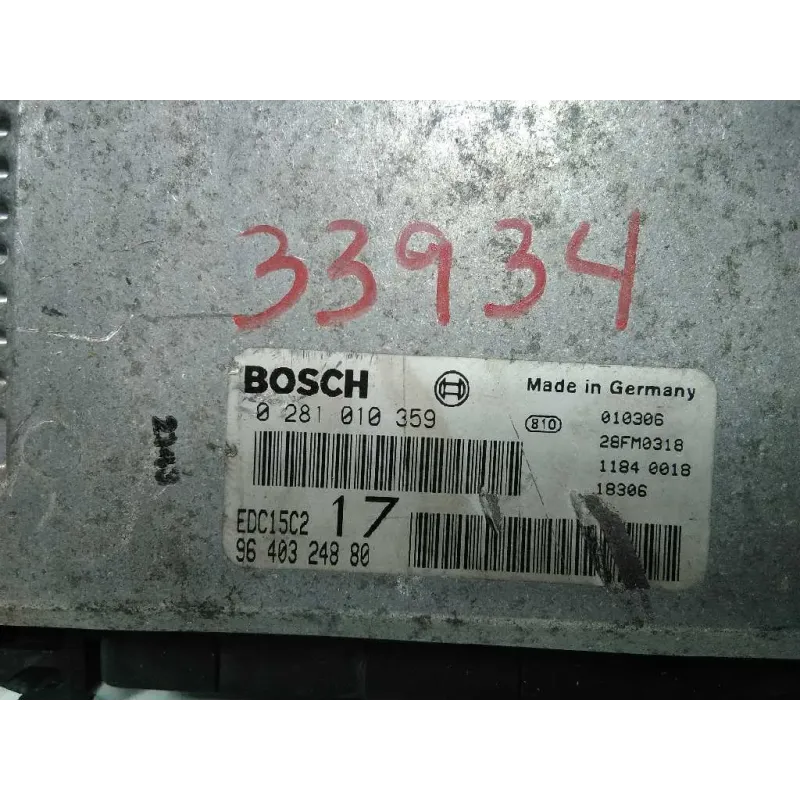 33934
BOSCH
Made in Germany
0 281 010 359
810
010306
28FM0318
1184 0018
18306
EDC15C2
17
96 403 248 80